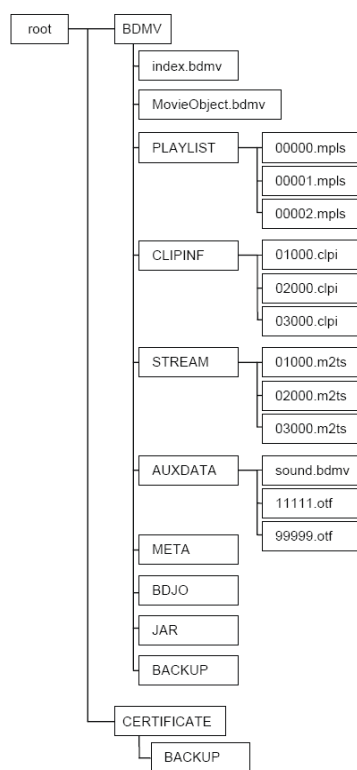 root
BDMV
index.bdmv
MovieObject.bdmv
PLAYLIST
00000.mpls
00001.mpls
00002.mpls
CLIPINF
01000.clpi
02000.clpi
03000.clpi
STREAM
01000.m2ts
02000.m2ts
03000.m2ts
AUXDATA
sound.bdmv
11111.otf
99999.otf
META
BDJO
JAR
BACKUP
CERTIFICATE
BACKUP